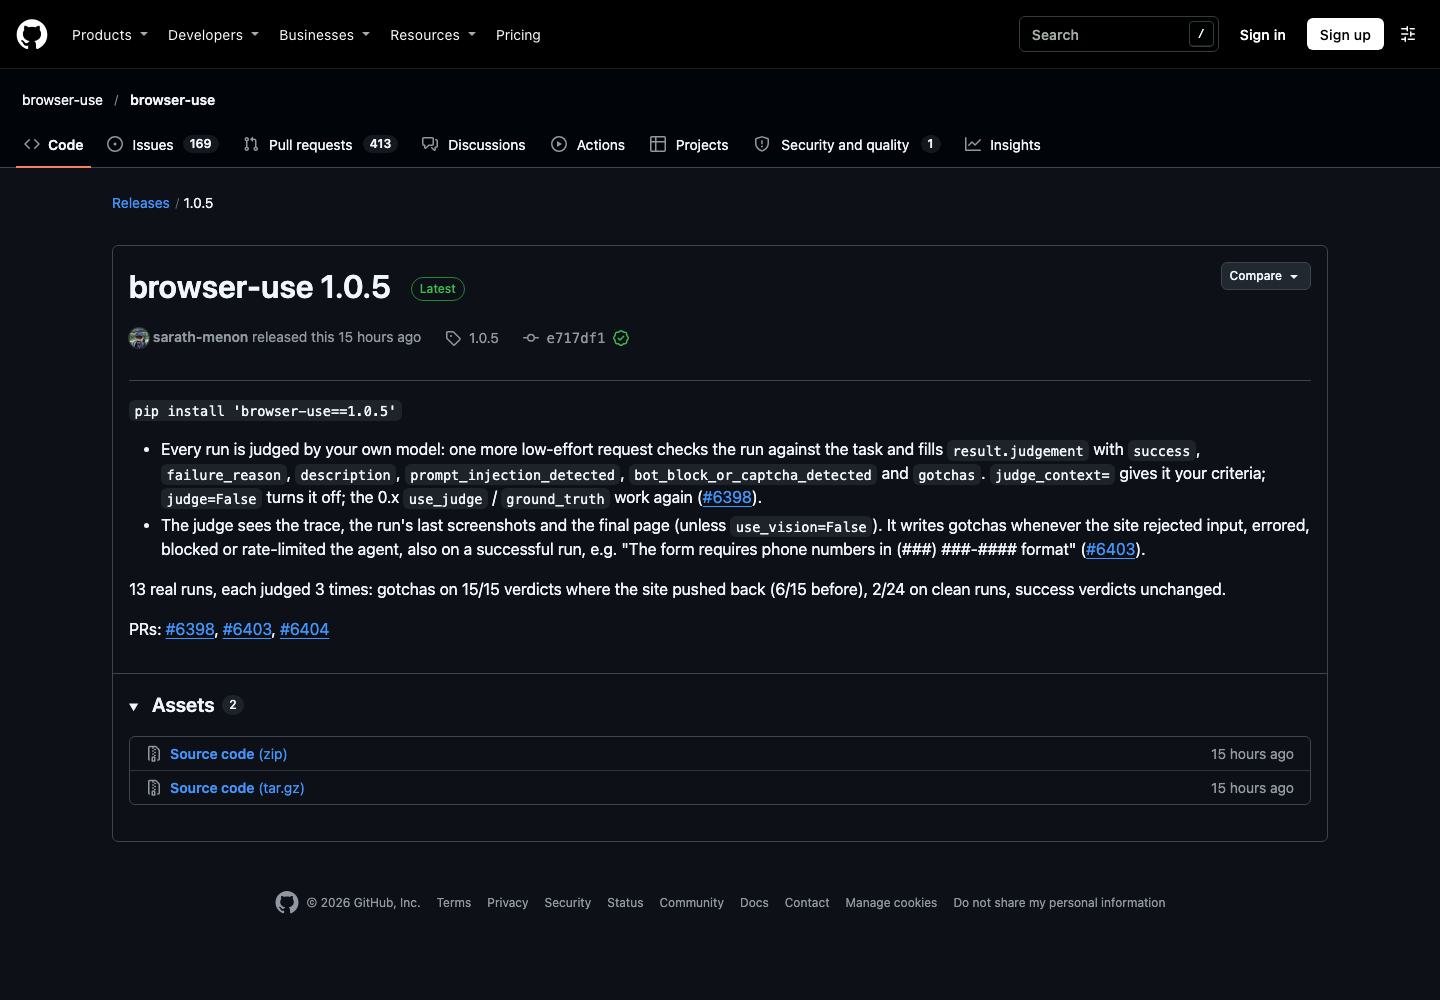 Products Developers Businesses Resources Pricing Search / Sign in Sign up
browser-use / browser-use
Code Issues 169 Pull requests 413 Discussions Actions Projects Security and quality 1 Insights
Releases / 1.0.5
browser-use 1.0.5 Latest Compare
sarath-menon released this 15 hours ago 1.0.5 e717df1
pip install 'browser-use==1.0.5'
• Every run is judged by your own model: one more low-effort request checks the run against the task and fills result.judgement with success,
failure_reason, description, prompt_injection_detected, bot_block_or_captcha_detected and gotchas. judge_context= gives it your criteria;
judge=False turns it off; the 0.x use_judge / ground_truth work again (#6398).
• The judge sees the trace, the run's last screenshots and the final page (unless use_vision=False). It writes gotchas whenever the site rejected input, errored,
blocked or rate-limited the agent, also on a successful run, e.g. "The form requires phone numbers in (###) ###-#### format" (#6403).
13 real runs, each judged 3 times: gotchas on 15/15 verdicts where the site pushed back (6/15 before), 2/24 on clean runs, success verdicts unchanged.
PRs: #6398, #6403, #6404
Assets 2
Source code (zip) 15 hours ago
Source code (tar.gz) 15 hours ago
© 2026 GitHub, Inc. Terms Privacy Security Status Community Docs Contact Manage cookies Do not share my personal information